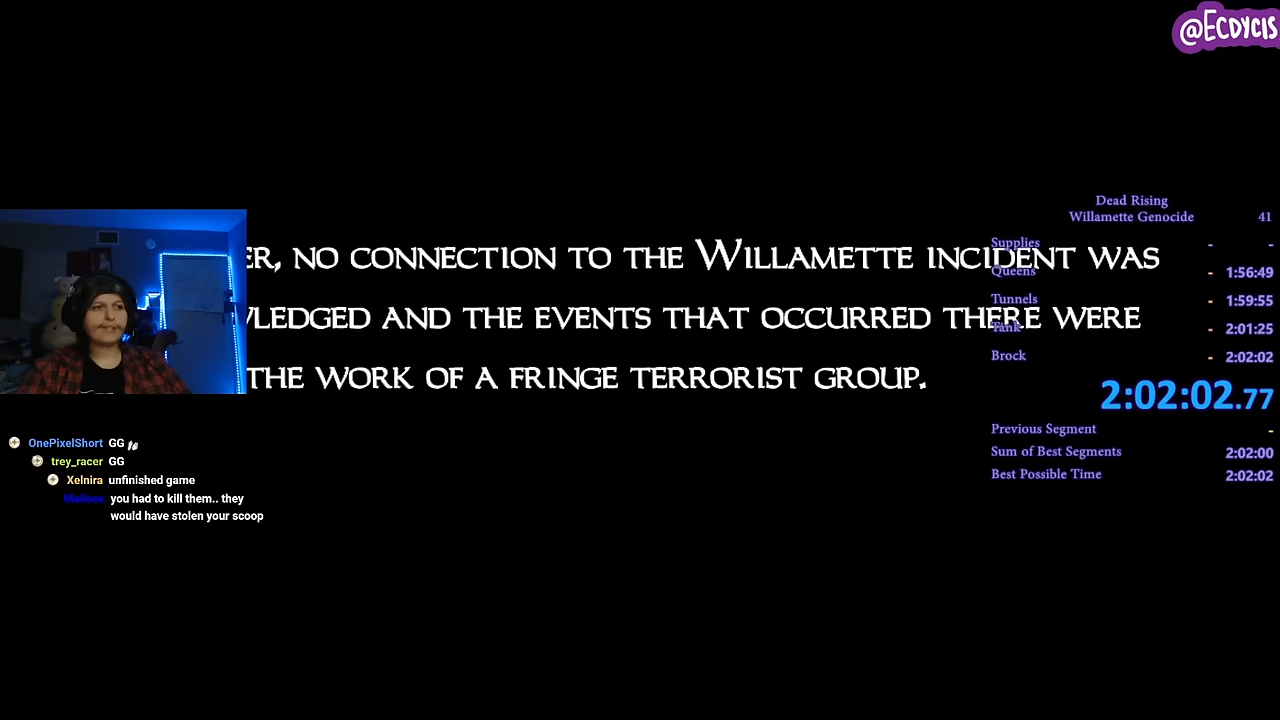 @ECDYCIS
Dead Rising
Willamette Genocide 41
Supplies - -
Queens - 1:56:49
Tunnels - 1:59:55
Tank - 2:01:25
Brock - 2:02:02
2:02:02.77
Previous Segment -
Sum of Best Segments 2:02:00
Best Possible Time 2:02:02
ER, NO CONNECTION TO THE WILLAMETTE INCIDENT WAS
LEDGED AND THE EVENTS THAT OCCURRED THERE WERE
THE WORK OF A FRINGE TERRORIST GROUP.
OnePixelShort GG
trey_racer GG
Xelnira unfinished game
you had to kill them.. they
would have stolen your scoop